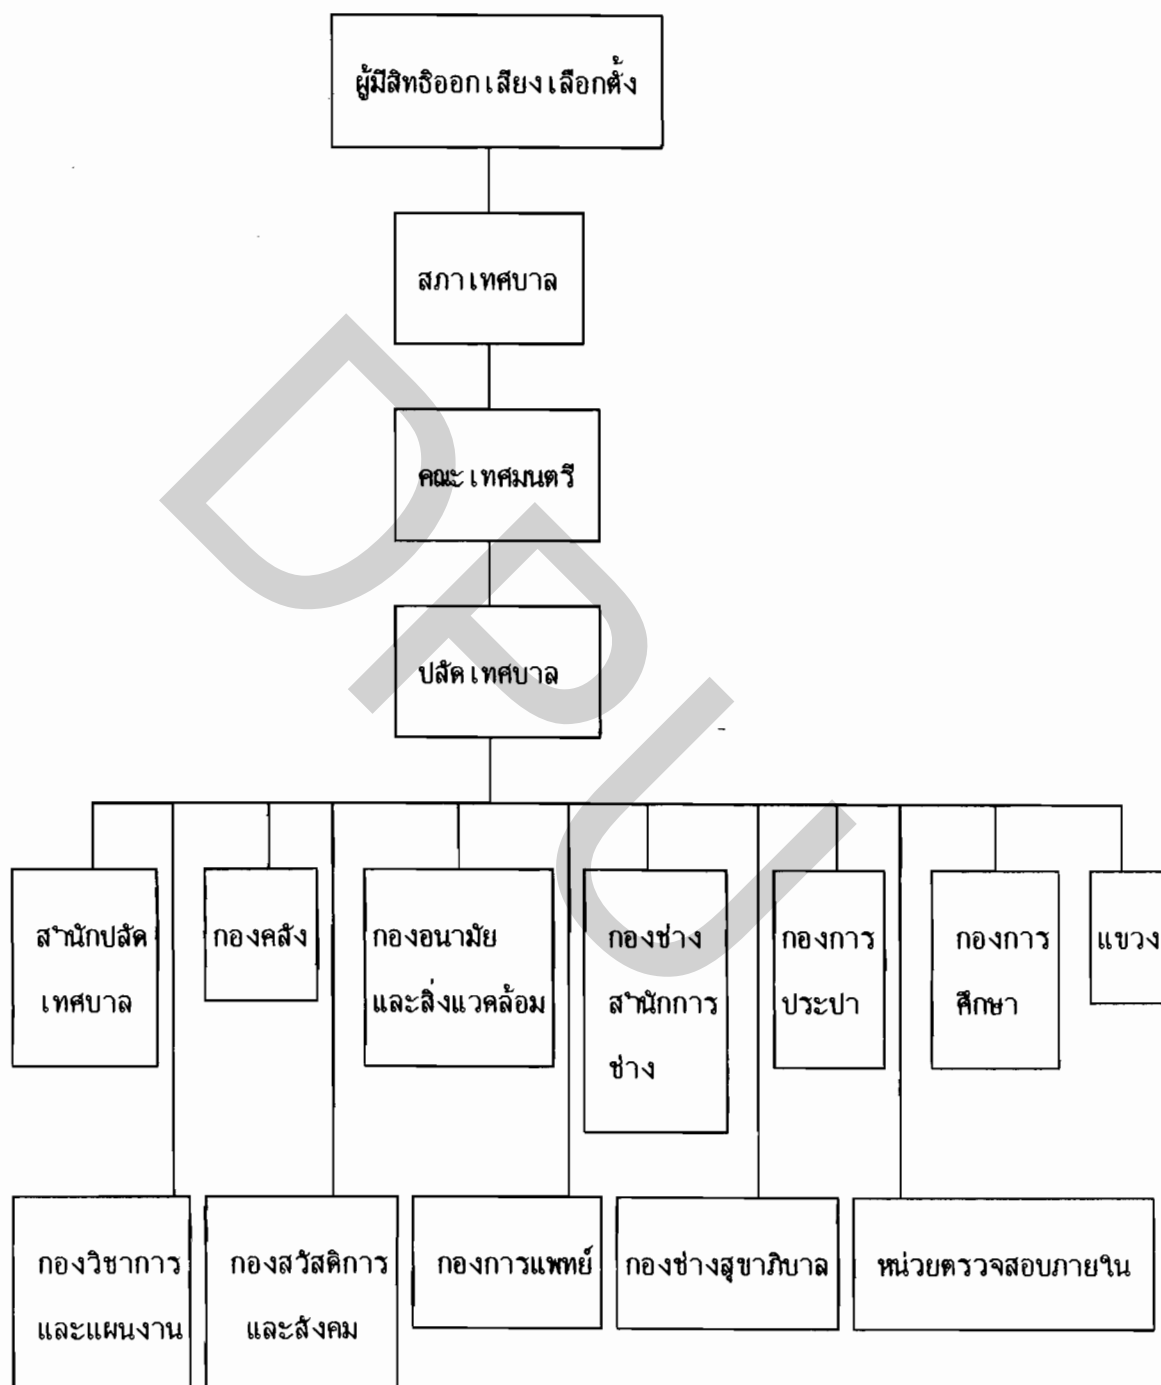 ผู้มีสิทธิออกเสียงเลือกตั้ง
สภาเทศบาล
คณะเทศมนตรี
ปลัดเทศบาล
สำนักปลัด
เทศบาล
กองคลัง
กองอนามัย
และสิ่งแวดล้อม
กองช่าง
สำนักการ
ช่าง
กองการ
ประปา
กองการ
ศึกษา
แขวง
กองวิชาการ
และแผนงาน
กองสวัสดิการ
และสังคม
กองการแพทย์
กองช่างสุขาภิบาล
หน่วยตรวจสอบภายใน
DPU